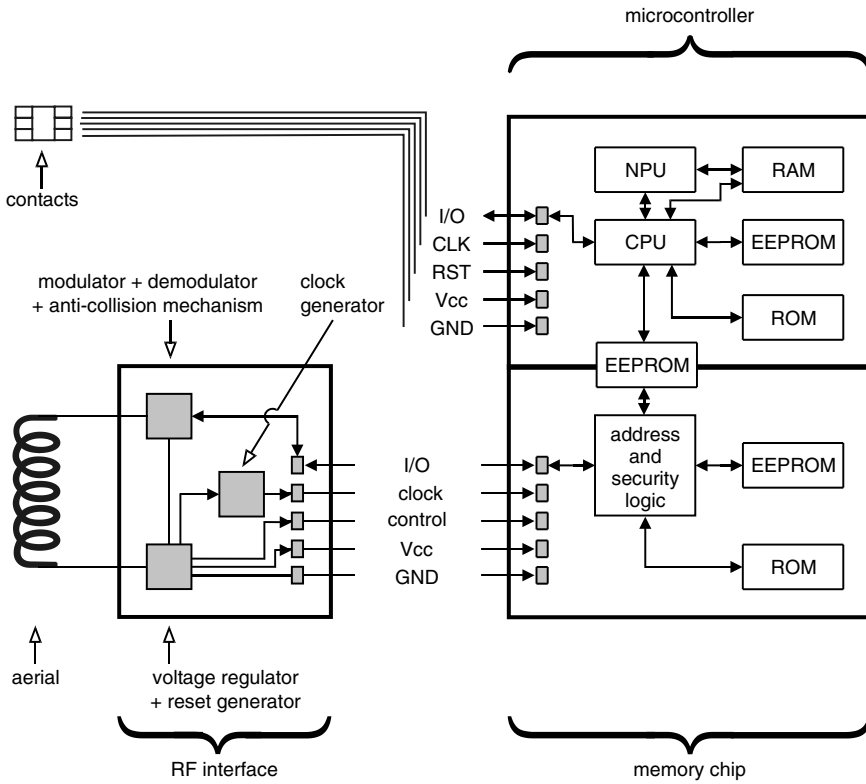 microcontroller
contacts
I/O
CLK
RST
Vcc
GND
NPU
RAM
CPU
EEPROM
ROM
EEPROM
modulator + demodulator
+ anti-collision mechanism
clock
generator
I/O
clock
control
Vcc
GND
address
and
security
logic
EEPROM
ROM
aerial
voltage regulator
+ reset generator
RF interface
memory chip